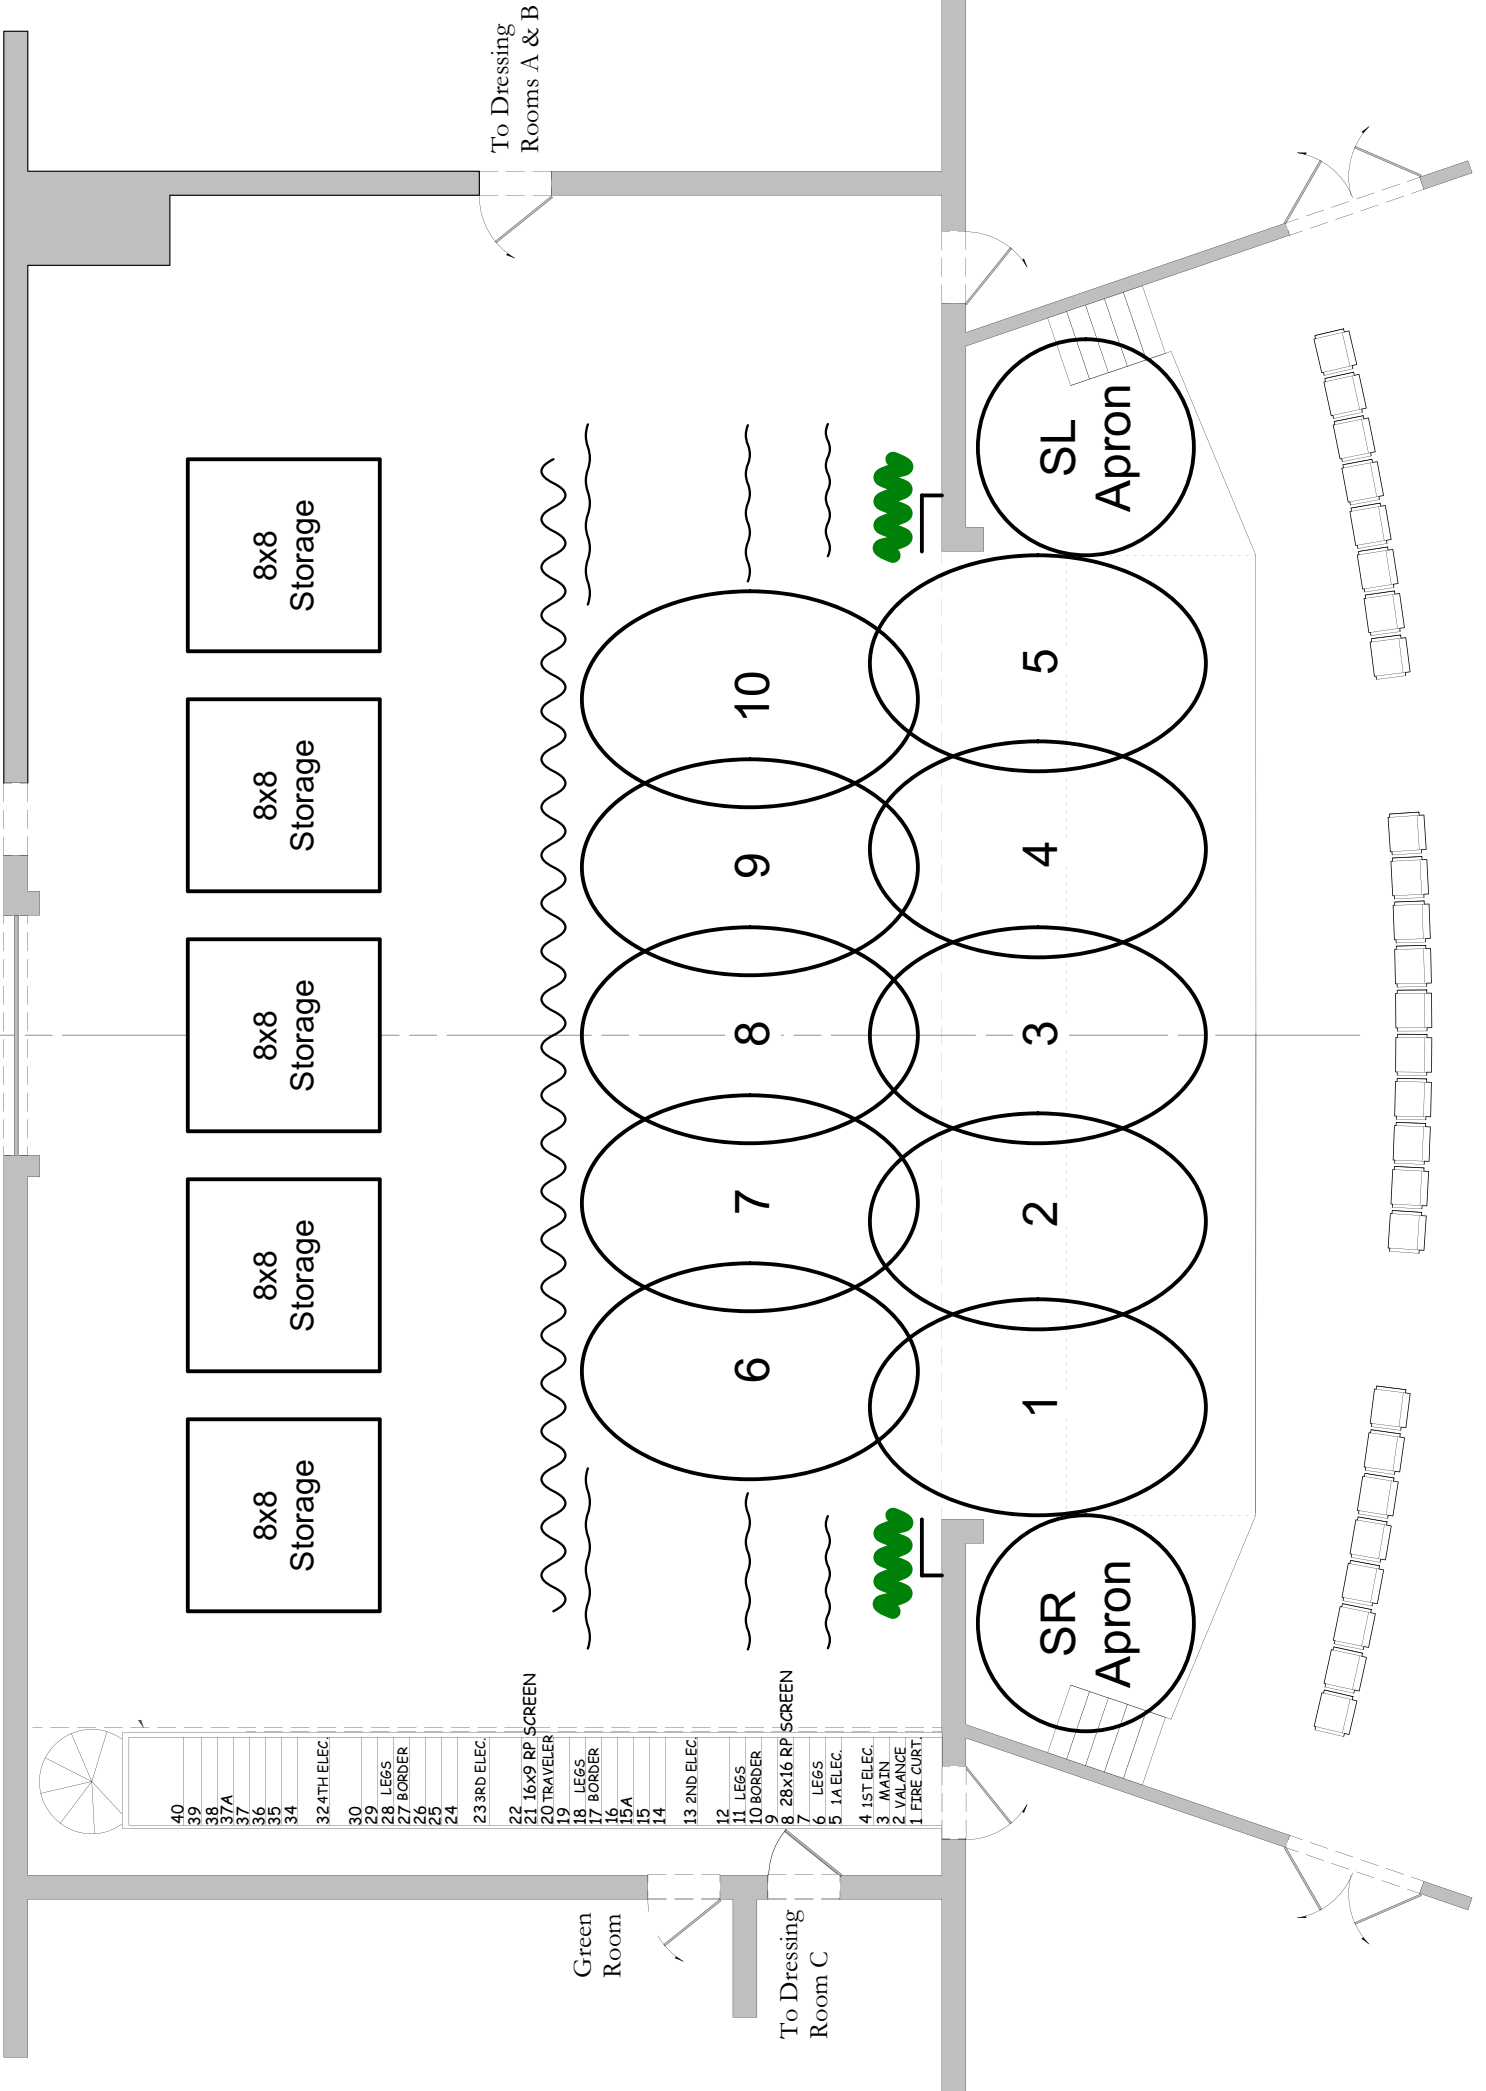 To Dressing
Rooms A & B
8x8
Storage
8x8
Storage
8x8
Storage
8x8
Storage
8x8
Storage
10
9
8
7
6
5
4
3
2
1
SL
Apron
SR
Apron
40
39
38
37A
37
36
35
34
32 4TH ELEC.
30
29
28 LEGS
27 BORDER
26
25
24
23 3RD ELEC.
22
21 16x9 RP SCREEN
20 TRAVELER
19
18 LEGS
17 BORDER
16
15A
15
14
13 2ND ELEC.
12
11 LEGS
10 BORDER
9
8 28x16 RP SCREEN
7
6 LEGS
5 1A ELEC.
4 1ST ELEC.
3 MAIN
2 VALANCE
1 FIRE CURT.
Green
Room
To Dressing
Room C